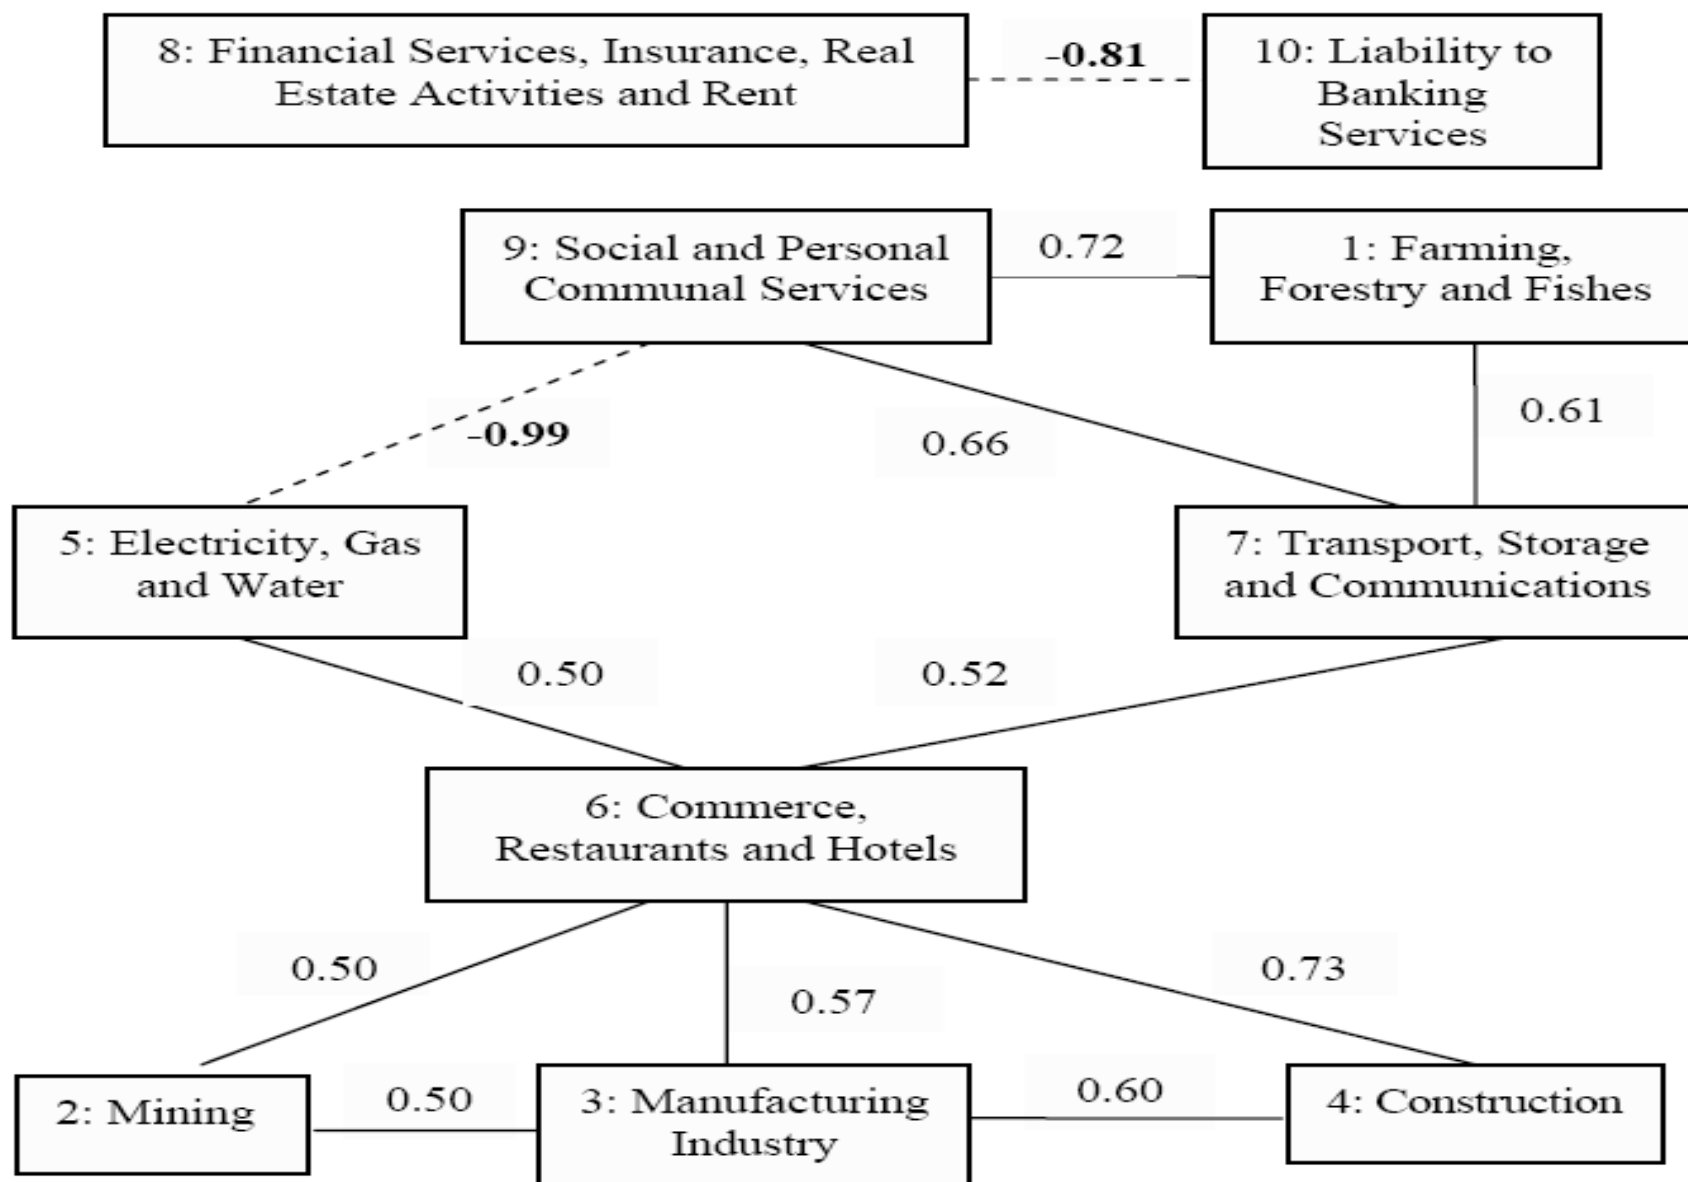 8: Financial Services, Insurance, Real
Estate Activities and Rent
-0.81
10: Liability to
Banking
Services
9: Social and Personal
Communal Services
0.72
1: Farming,
Forestry and Fishes
-0.99
0.66
0.61
5: Electricity, Gas
and Water
7: Transport, Storage
and Communications
0.50
0.52
6: Commerce,
Restaurants and Hotels
0.50
0.57
0.73
2: Mining
0.50
3: Manufacturing
Industry
0.60
4: Construction